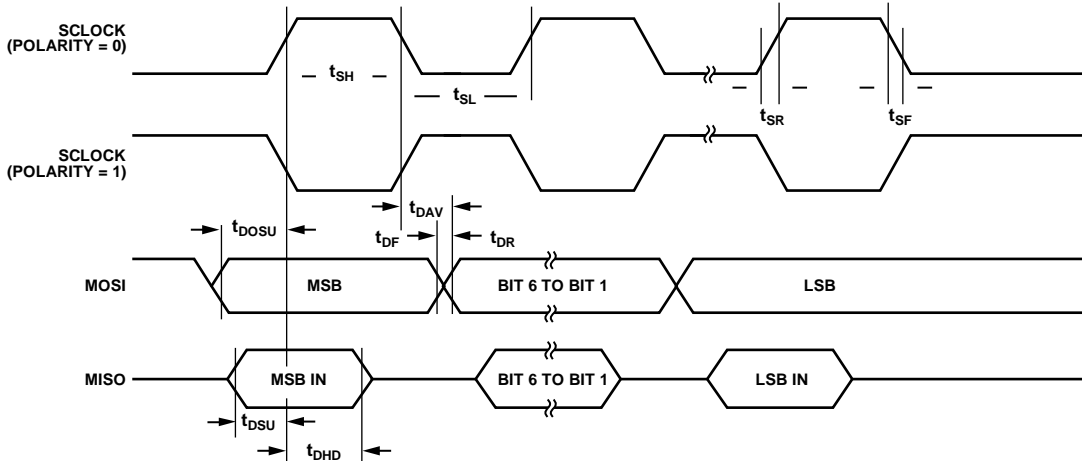 SCLOCK
(POLARITY = 0)
tSH
tSL
tSR
tSF
SCLOCK
(POLARITY = 1)
tDAV
tDOSU
tDF
tDR
MOSI
MSB
BIT 6 TO BIT 1
LSB
MISO
MSB IN
BIT 6 TO BIT 1
LSB IN
tDSU
tDHD